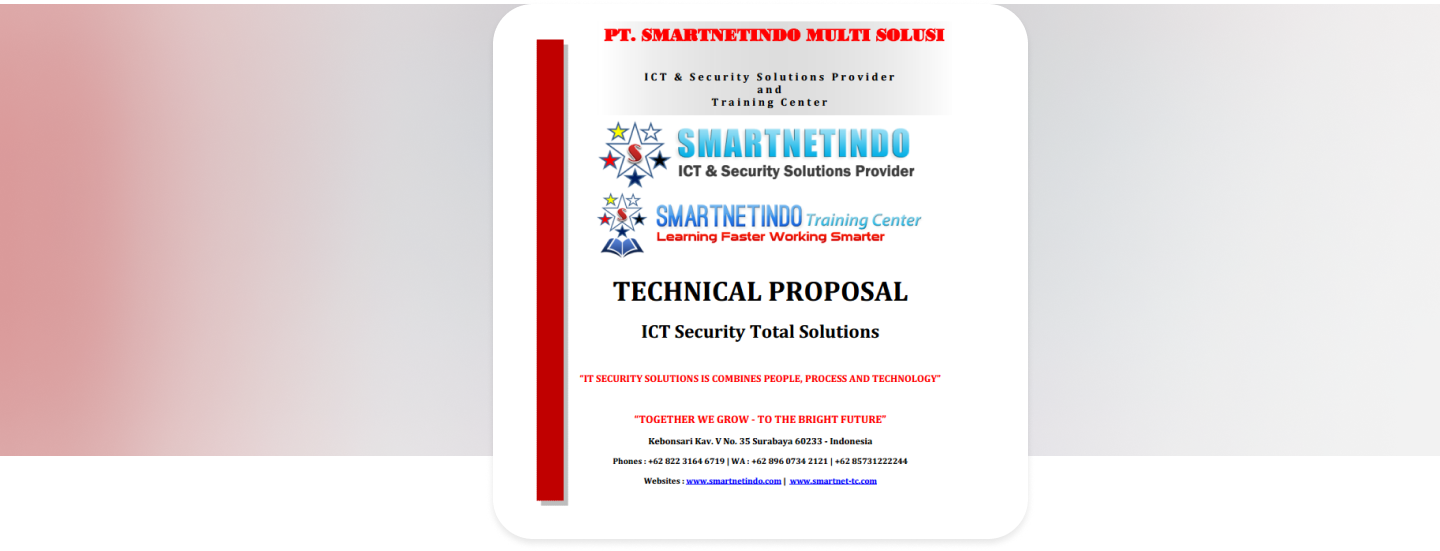 PT. SMARTNETINDO MULTI SOLUSI
ICT & Security Solutions Provider
and
Training Center
SMARTNETINDO
ICT & Security Solutions Provider
SMARTNETINDO Training Center
Learning Faster Working Smarter
TECHNICAL PROPOSAL
ICT Security Total Solutions
"IT SECURITY SOLUTIONS IS COMBINES PEOPLE, PROCESS AND TECHNOLOGY"
"TOGETHER WE GROW - TO THE BRIGHT FUTURE"
Kebonsari Kav. V No. 35 Surabaya 60233 - Indonesia
Phones : +62 822 3164 6719 | WA : +62 896 0734 2121 | +62 85731222244
Websites : www.smartnetindo.com | www.smartnet-tc.com